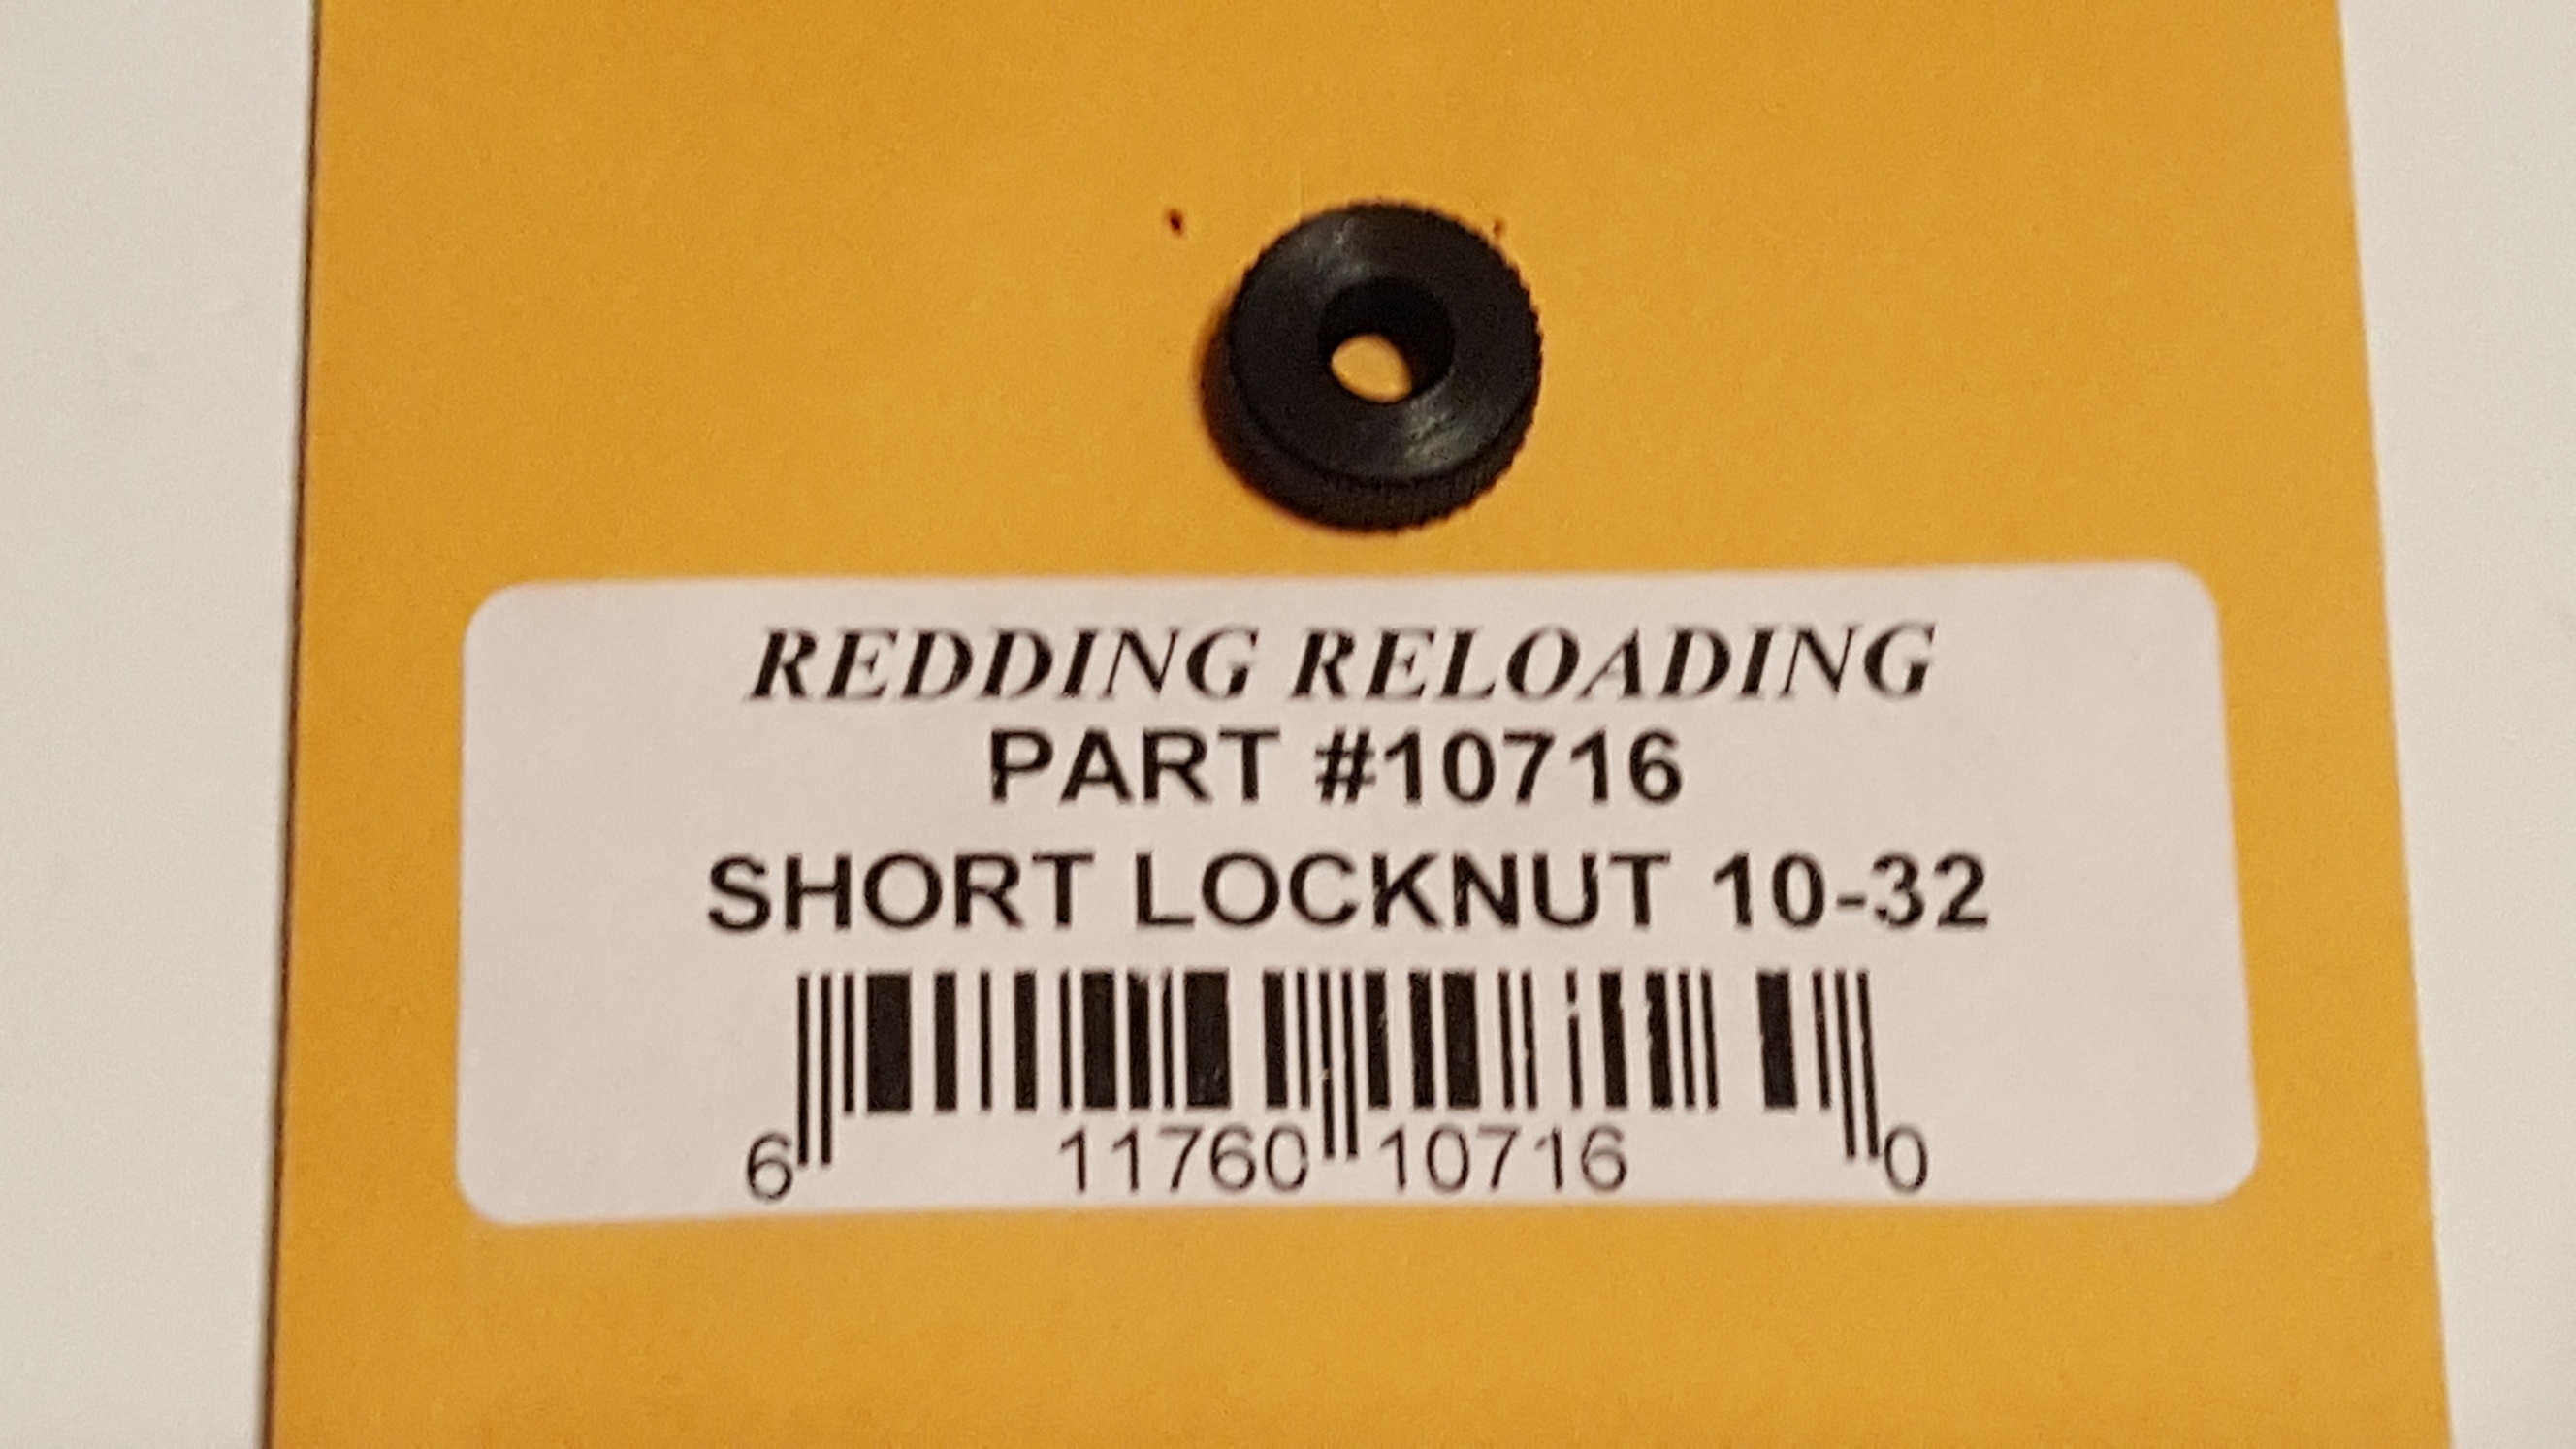 REDDING RELOADING
PART #10716
SHORT LOCKNUT 10-32
6 11760 10716 0